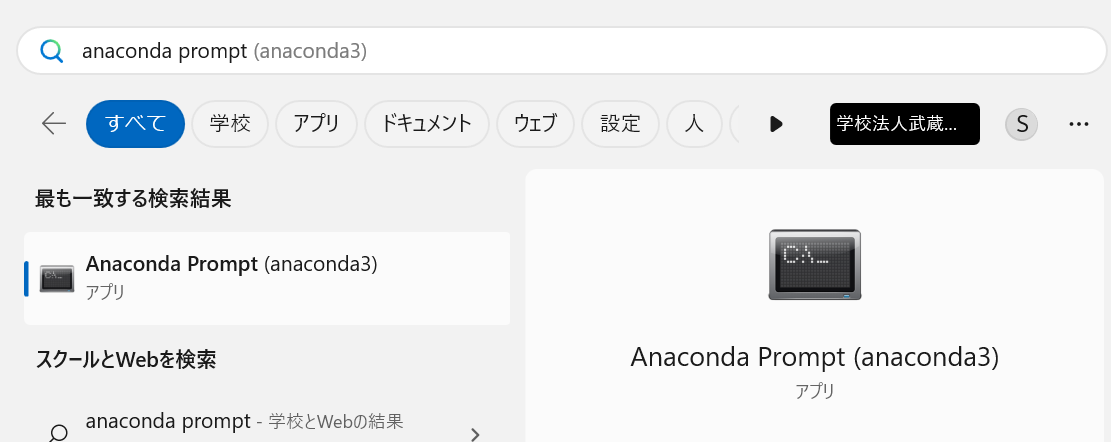 anaconda prompt (anaconda3)
すべて 学校 アプリ ドキュメント ウェブ 設定 人 学校法人武蔵... S ...
最も一致する検索結果
Anaconda Prompt (anaconda3)
アプリ
スクールとWebを検索
anaconda prompt - 学校とWebの結果
C:\_
Anaconda Prompt (anaconda3)
アプリ